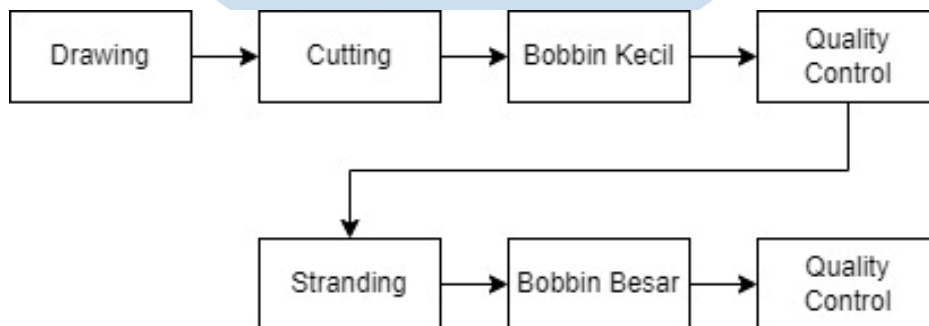 Drawing
Cutting
Bobbin Kecil
Quality
Control
Stranding
Bobbin Besar
Quality
Control